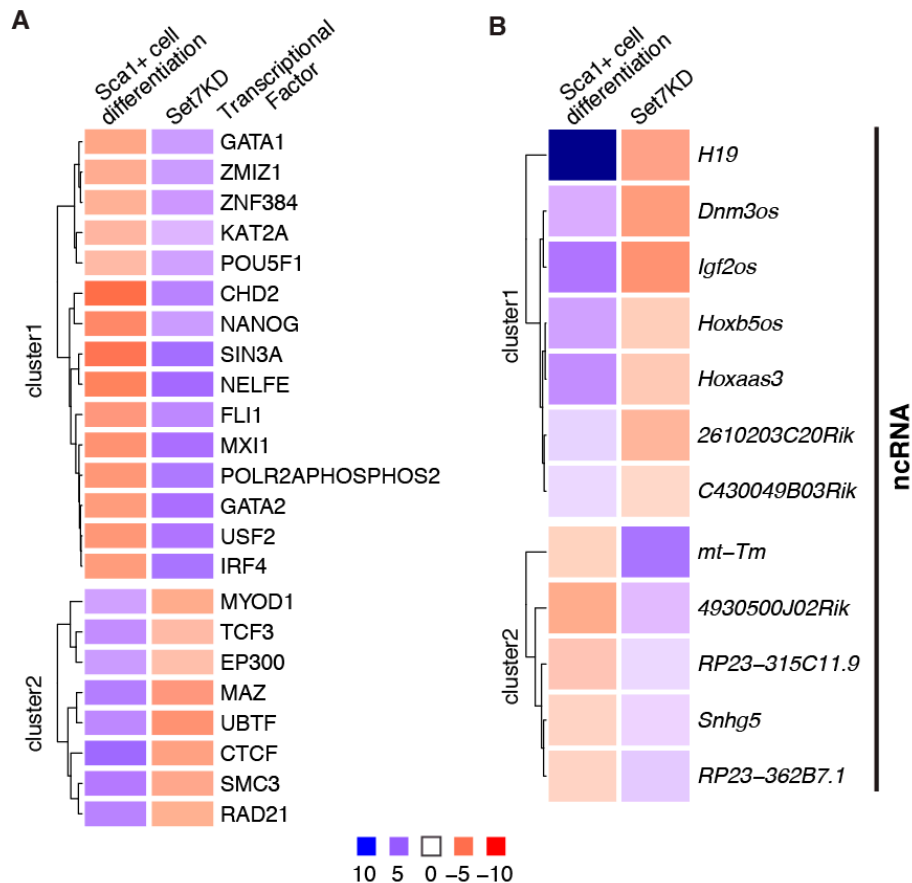 A
Sca1+ cell
differentiation
Set7KD
Transcriptional
Factor
cluster1
GATA1
ZMIZ1
ZNF384
KAT2A
POU5F1
CHD2
NANOG
SIN3A
NELFE
FLI1
MXI1
POLR2APHOSPHOS2
GATA2
USF2
IRF4
cluster2
MYOD1
TCF3
EP300
MAZ
UBTF
CTCF
SMC3
RAD21
B
Sca1+ cell
differentiation
Set7KD
cluster1
H19
Dnm3os
Igf2os
Hoxb5os
Hoxaas3
2610203C20Rik
C430049B03Rik
cluster2
mt−Tm
4930500J02Rik
RP23−315C11.9
Snhg5
RP23−362B7.1
ncRNA
10 5 0 −5 −10